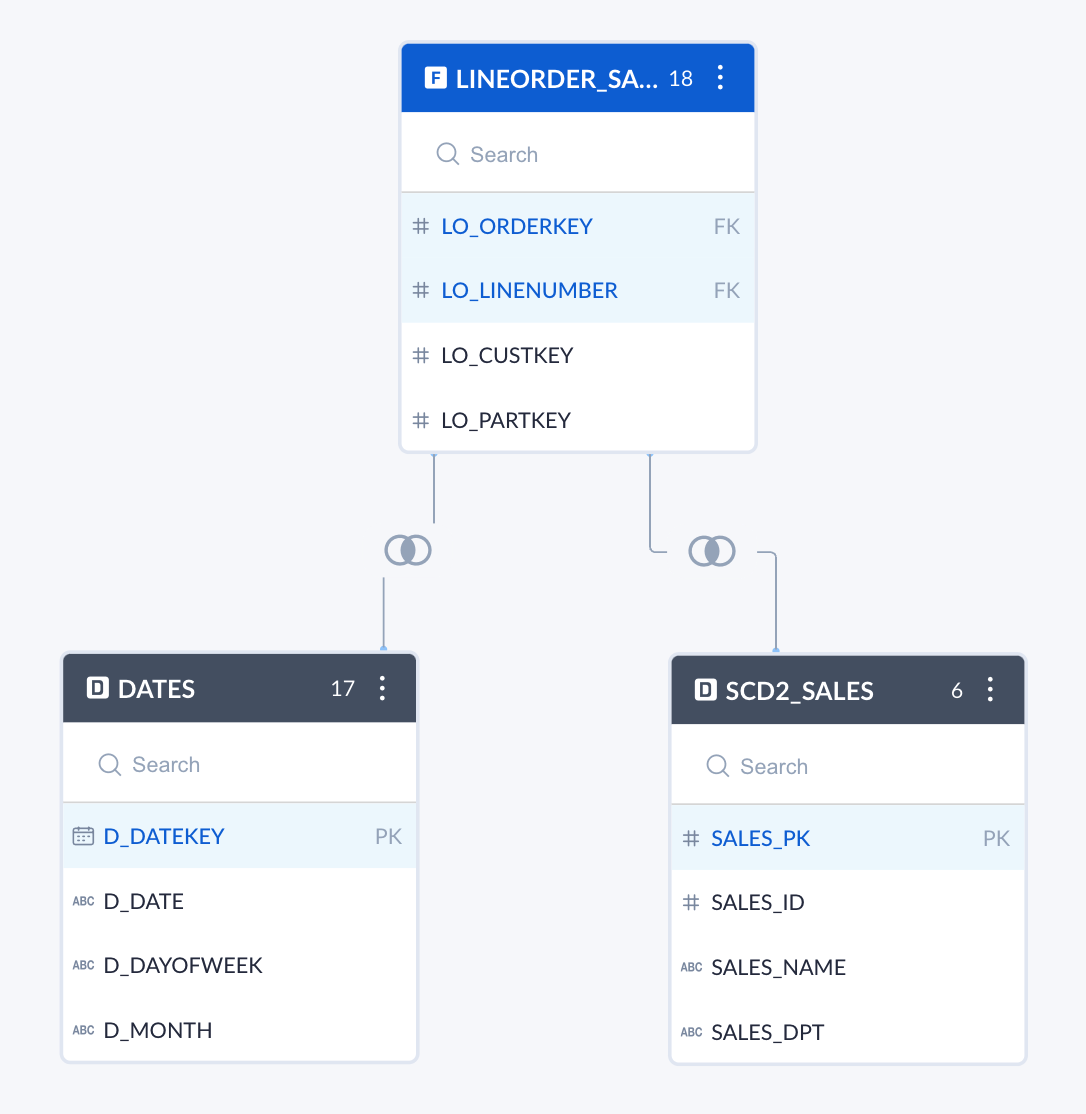 F LINEORDER_SA... 18
Search
# LO_ORDERKEY FK
# LO_LINENUMBER FK
# LO_CUSTKEY
# LO_PARTKEY
D DATES 17
Search
D_DATEKEY PK
ABC D_DATE
ABC D_DAYOFWEEK
ABC D_MONTH
D SCD2_SALES 6
Search
# SALES_PK PK
# SALES_ID
ABC SALES_NAME
ABC SALES_DPT